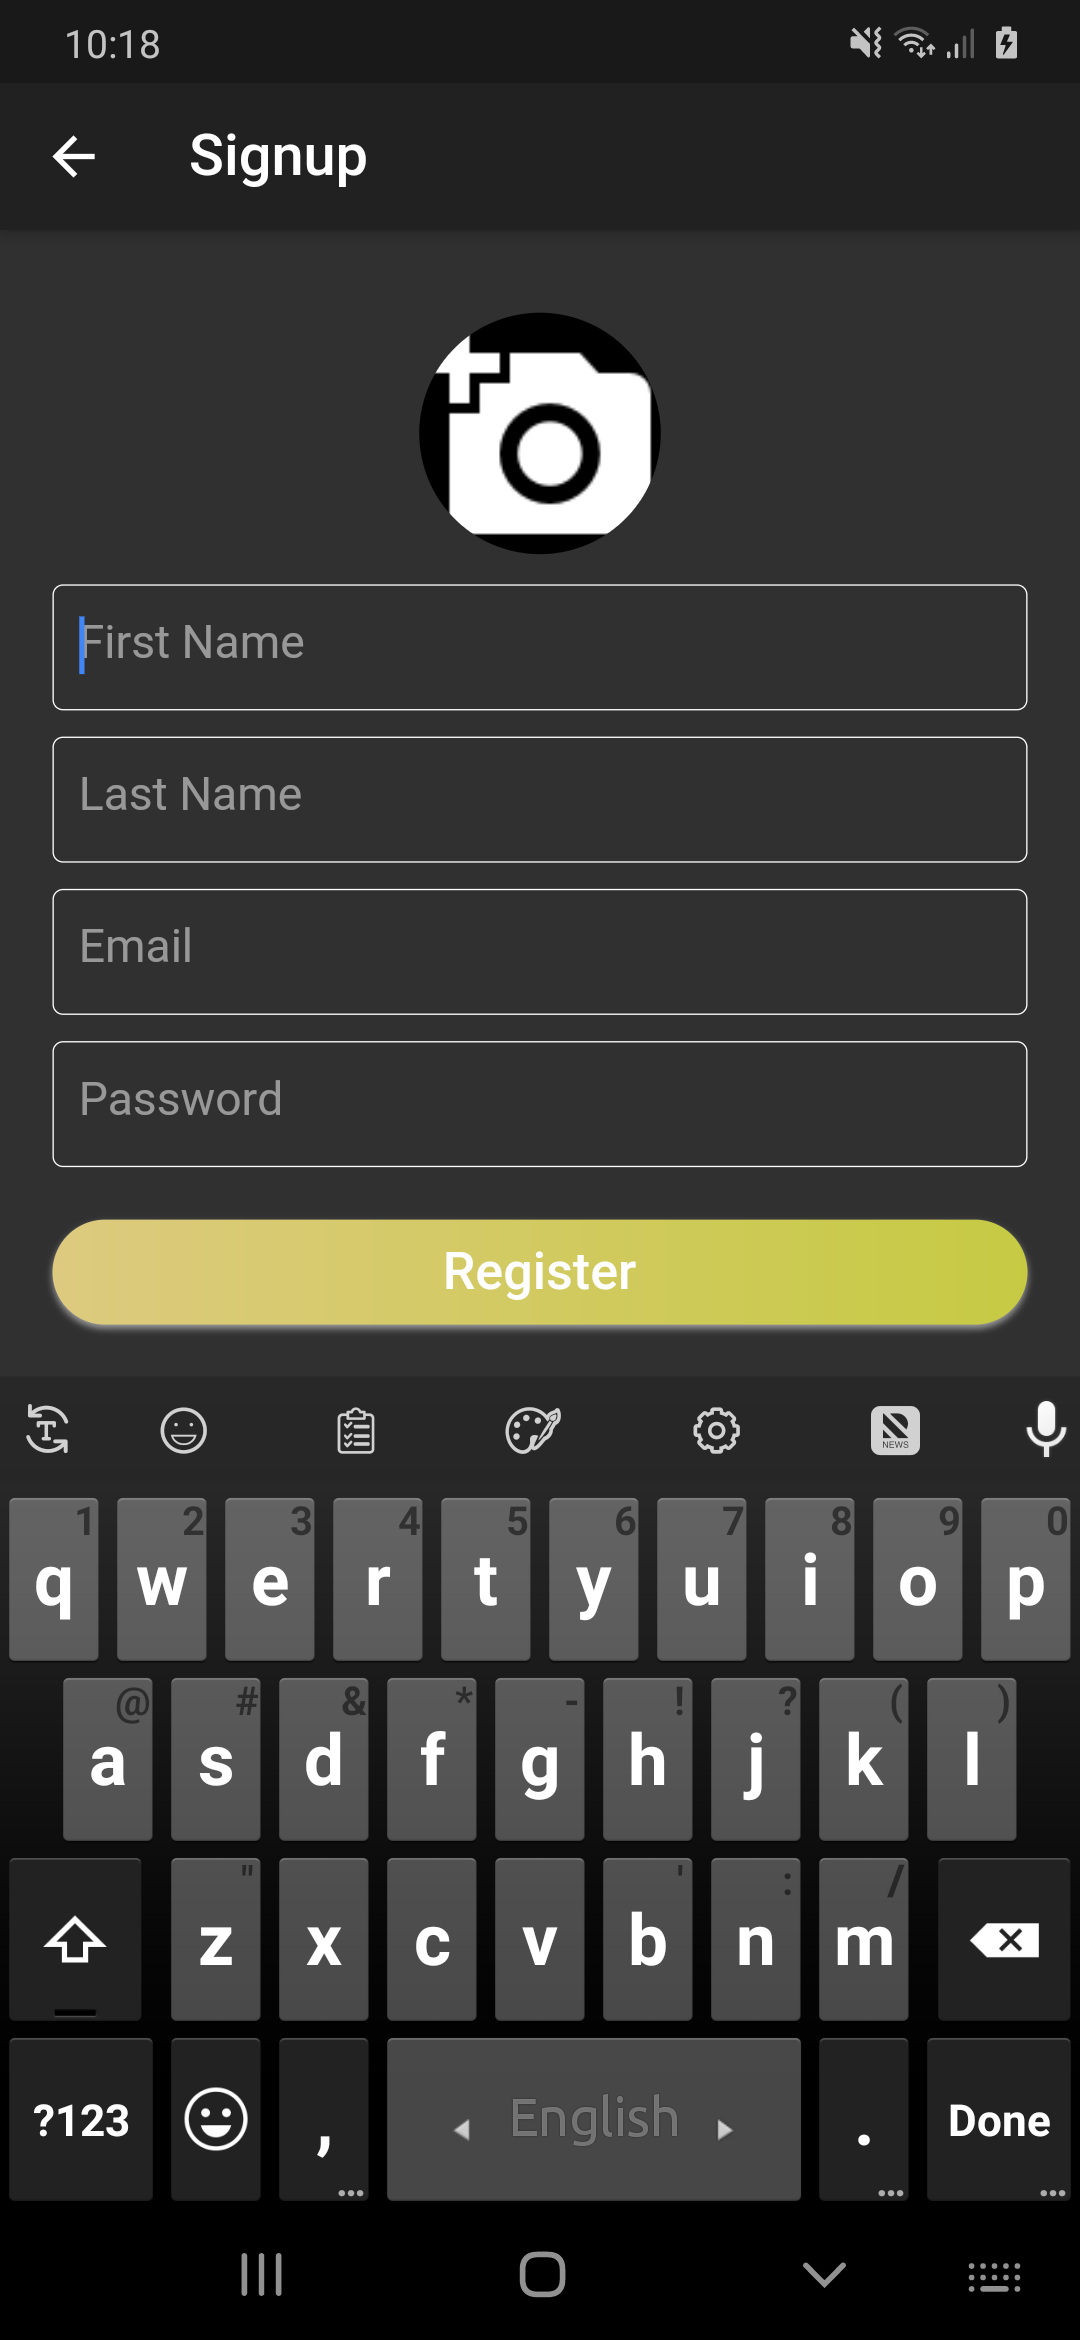 10:18
Signup
First Name
Last Name
Email
Password
Register
T
NEWS
1 2 3 4 5 6 7 8 9 0
q w e r t y u i o p
@ # & * - ! ? ( )
a s d f g h j k l
" ' : /
z x c v b n m
?123 , English . Done